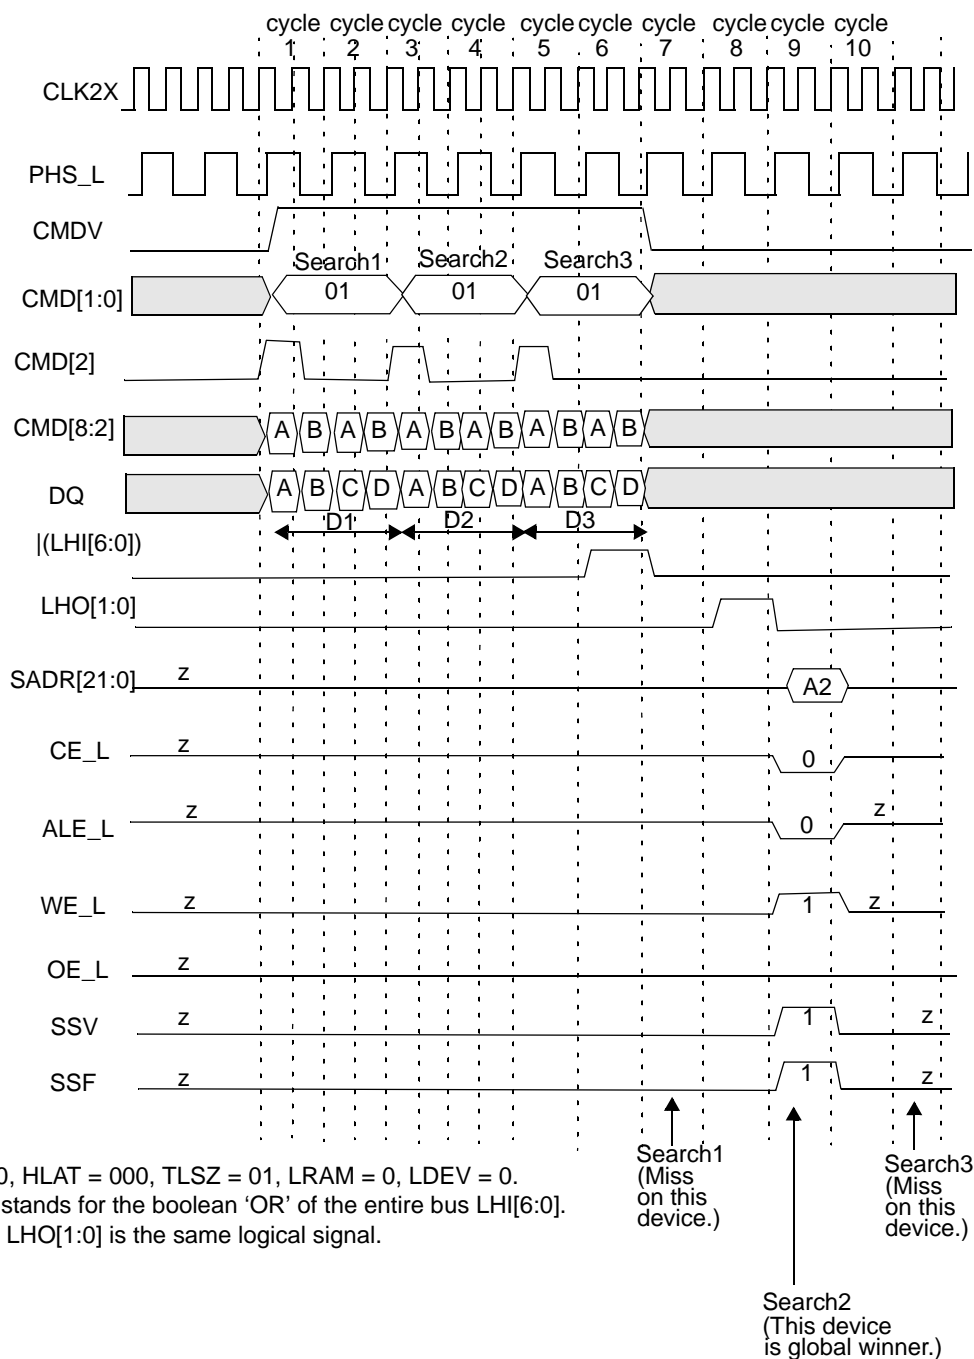 cycle cycle cycle cycle cycle cycle cycle cycle cycle
1 2 3 4 5 6 7 8 9 10
CLK2X
PHS_L
CMDV
Search1 Search2 Search3
CMD[1:0] 01 01 01
CMD[2]
CMD[8:2] A B A B A B A B A B A B
DQ A B C D A B C D A B C D
D1 D2 D3
|(LHI[6:0])
LHO[1:0]
SADR[21:0] z A2
CE_L z 0
ALE_L z 0 z
WE_L z 1 z
OE_L z
SSV z 1 z
SSF z 1 z
Search1
(Miss
on this
device.)
Search3
(Miss
on this
device.)
0, HLAT = 000, TLSZ = 01, LRAM = 0, LDEV = 0.
stands for the boolean ‘OR’ of the entire bus LHI[6:0].
LHO[1:0] is the same logical signal.
Search2
(This device
is global winner.)